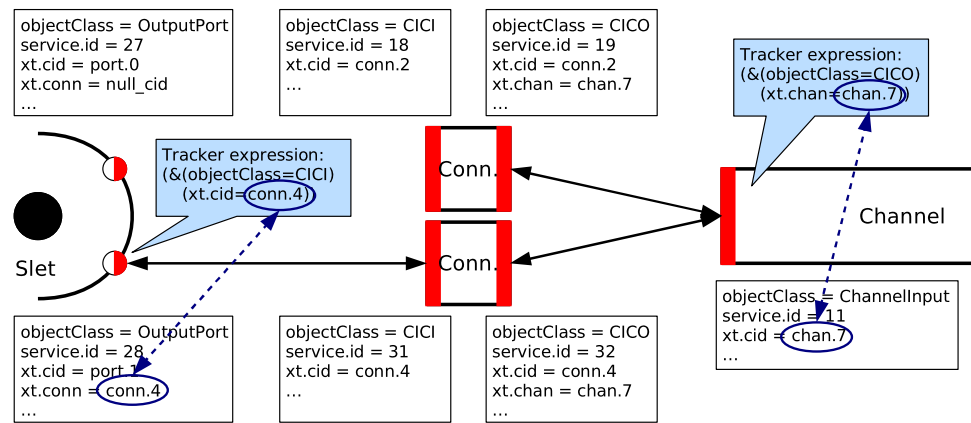 objectClass = OutputPort
service.id = 27
xt.cid = port.0
xt.conn = null_cid
...
objectClass = CICI
service.id = 18
xt.cid = conn.2
...
objectClass = CICO
service.id = 19
xt.cid = conn.2
xt.chan = chan.7
...
Tracker expression:
(&(objectClass=CICO)
(xt.chan=chan.7))
Tracker expression:
(&(objectClass=CICI)
(xt.cid=conn.4))
Conn.
Channel
Slet
Conn.
objectClass = ChannelInput
service.id = 11
xt.cid = chan.7
...
objectClass = OutputPort
service.id = 28
xt.cid = port.1
xt.conn = conn.4
...
objectClass = CICI
service.id = 31
xt.cid = conn.4
...
objectClass = CICO
service.id = 32
xt.cid = conn.4
xt.chan = chan.7
...